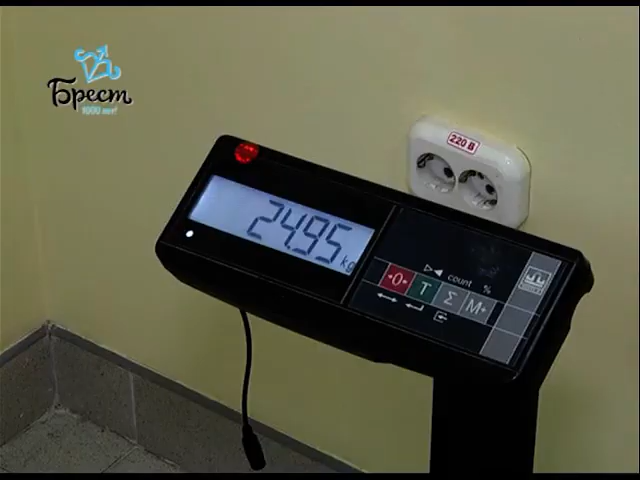 Брест
1000 лет!
220 В
24.95 kg
count %
→0← T Σ M+